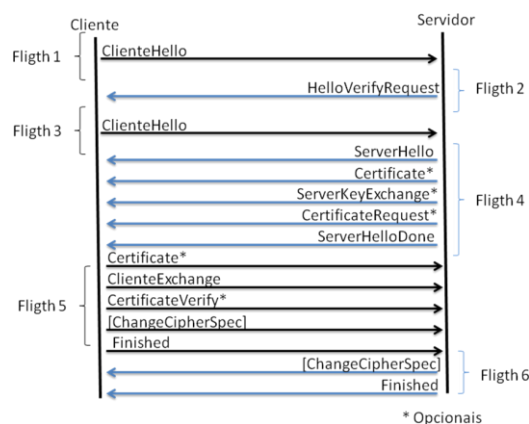 Cliente
Servidor
Fligth 1
ClienteHello
HelloVerifyRequest
Fligth 2
Fligth 3
ClienteHello
ServerHello
Certificate*
ServerKeyExchange*
CertificateRequest*
ServerHelloDone
Fligth 4
Certificate*
ClienteExchange
CertificateVerify*
[ChangeCipherSpec]
Finished
Fligth 5
[ChangeCipherSpec]
Finished
Fligth 6
* Opcionais